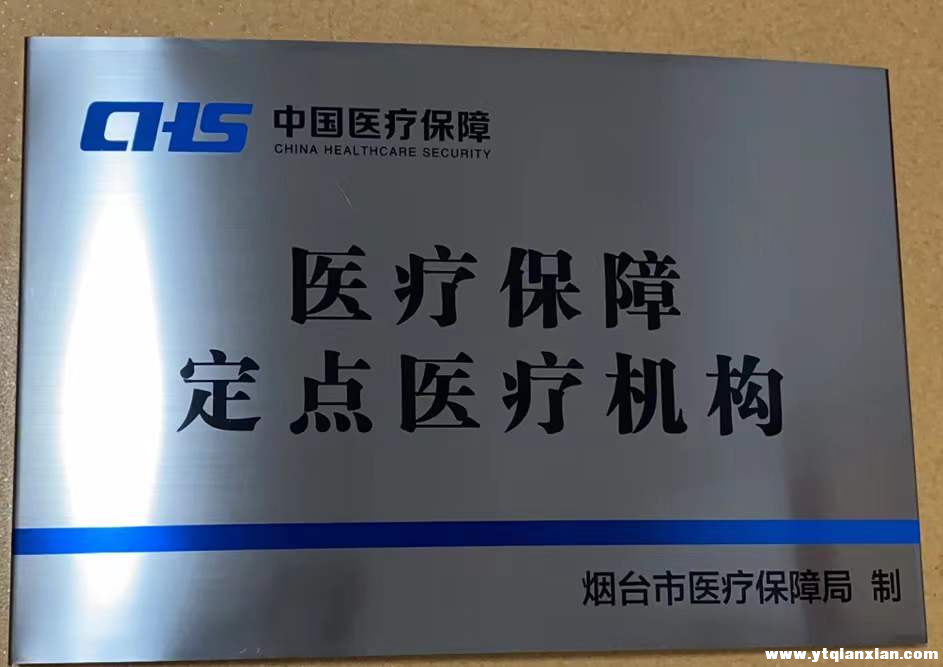 CHS 中国医疗保障
CHINA HEALTHCARE SECURITY
医疗保障
定点医疗机构
烟台市医疗保障局 制
www.ytqianxian.com